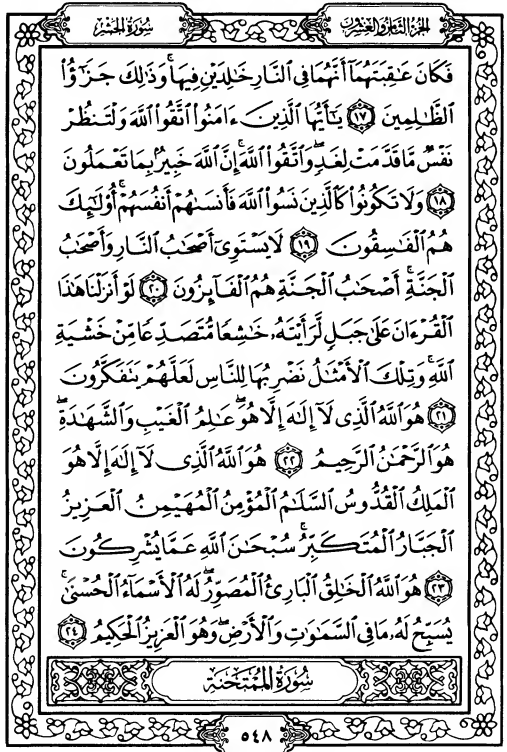 الجزء الثامن والعشرون
سورة الحشر
فَكَانَ عَٰقِبَتَهُمَآ أَنَّهُمَا فِى ٱلنَّارِ خَٰلِدَيْنِ فِيهَا ۚ وَذَٰلِكَ جَزَٰٓؤُا۟
ٱلظَّٰلِمِينَ ﴿١٧﴾ يَٰٓأَيُّهَا ٱلَّذِينَ ءَامَنُوا۟ ٱتَّقُوا۟ ٱللَّهَ وَلْتَنظُرْ
نَفْسٌ مَّا قَدَّمَتْ لِغَدٍ ۖ وَٱتَّقُوا۟ ٱللَّهَ ۚ إِنَّ ٱللَّهَ خَبِيرٌۢ بِمَا تَعْمَلُونَ
﴿١٨﴾ وَلَا تَكُونُوا۟ كَٱلَّذِينَ نَسُوا۟ ٱللَّهَ فَأَنسَىٰهُمْ أَنفُسَهُمْ ۚ أُو۟لَٰٓئِكَ
هُمُ ٱلْفَٰسِقُونَ ﴿١٩﴾ لَا يَسْتَوِىٓ أَصْحَٰبُ ٱلنَّارِ وَأَصْحَٰبُ
ٱلْجَنَّةِ ۚ أَصْحَٰبُ ٱلْجَنَّةِ هُمُ ٱلْفَآئِزُونَ ﴿٢٠﴾ لَوْ أَنزَلْنَا هَٰذَا
ٱلْقُرْءَانَ عَلَىٰ جَبَلٍ لَّرَأَيْتَهُۥ خَٰشِعًا مُّتَصَدِّعًا مِّنْ خَشْيَةِ
ٱللَّهِ ۚ وَتِلْكَ ٱلْأَمْثَٰلُ نَضْرِبُهَا لِلنَّاسِ لَعَلَّهُمْ يَتَفَكَّرُونَ
﴿٢١﴾ هُوَ ٱللَّهُ ٱلَّذِى لَآ إِلَٰهَ إِلَّا هُوَ ۖ عَٰلِمُ ٱلْغَيْبِ وَٱلشَّهَٰدَةِ ۖ
هُوَ ٱلرَّحْمَٰنُ ٱلرَّحِيمُ ﴿٢٢﴾ هُوَ ٱللَّهُ ٱلَّذِى لَآ إِلَٰهَ إِلَّا هُوَ
ٱلْمَلِكُ ٱلْقُدُّوسُ ٱلسَّلَٰمُ ٱلْمُؤْمِنُ ٱلْمُهَيْمِنُ ٱلْعَزِيزُ
ٱلْجَبَّارُ ٱلْمُتَكَبِّرُ ۚ سُبْحَٰنَ ٱللَّهِ عَمَّا يُشْرِكُونَ
﴿٢٣﴾ هُوَ ٱللَّهُ ٱلْخَٰلِقُ ٱلْبَارِئُ ٱلْمُصَوِّرُ ۖ لَهُ ٱلْأَسْمَآءُ ٱلْحُسْنَىٰ ۚ
يُسَبِّحُ لَهُۥ مَا فِى ٱلسَّمَٰوَٰتِ وَٱلْأَرْضِ ۖ وَهُوَ ٱلْعَزِيزُ ٱلْحَكِيمُ ﴿٢٤﴾
سُورَةُ المُمْتَحنَة
٥٤٨